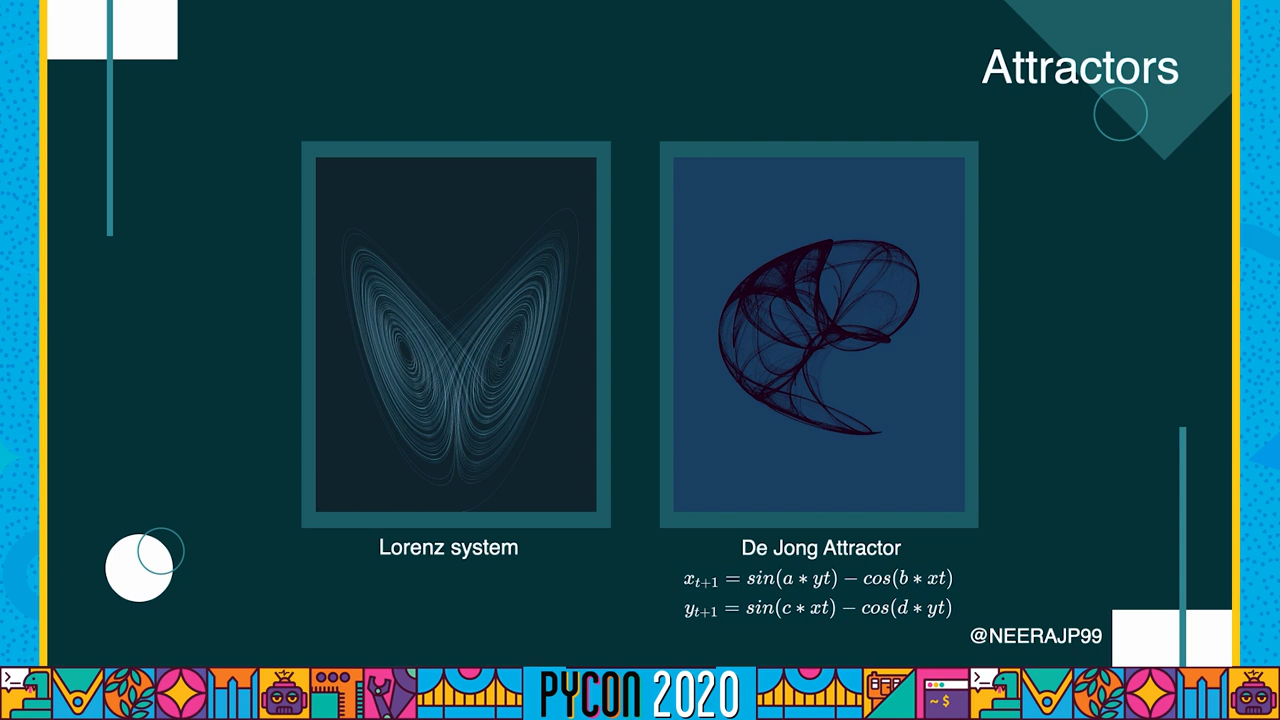 Attractors
Lorenz system
De Jong Attractor
x_{t+1} = sin(a * yt) − cos(b * xt)
y_{t+1} = sin(c * xt) − cos(d * yt)
@NEERAJP99
PYCON 2020
>_
~ $